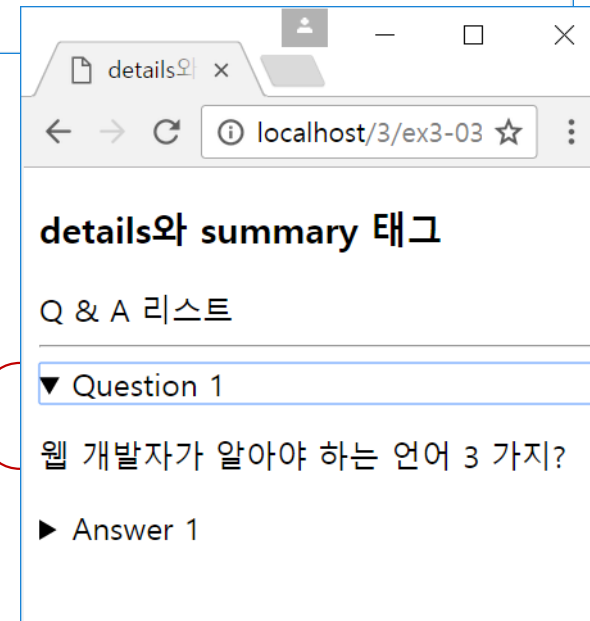 details와
localhost/3/ex3-03
details와 summary 태그
Q & A 리스트
▼ Question 1
웹 개발자가 알아야 하는 언어 3 가지?
▶ Answer 1